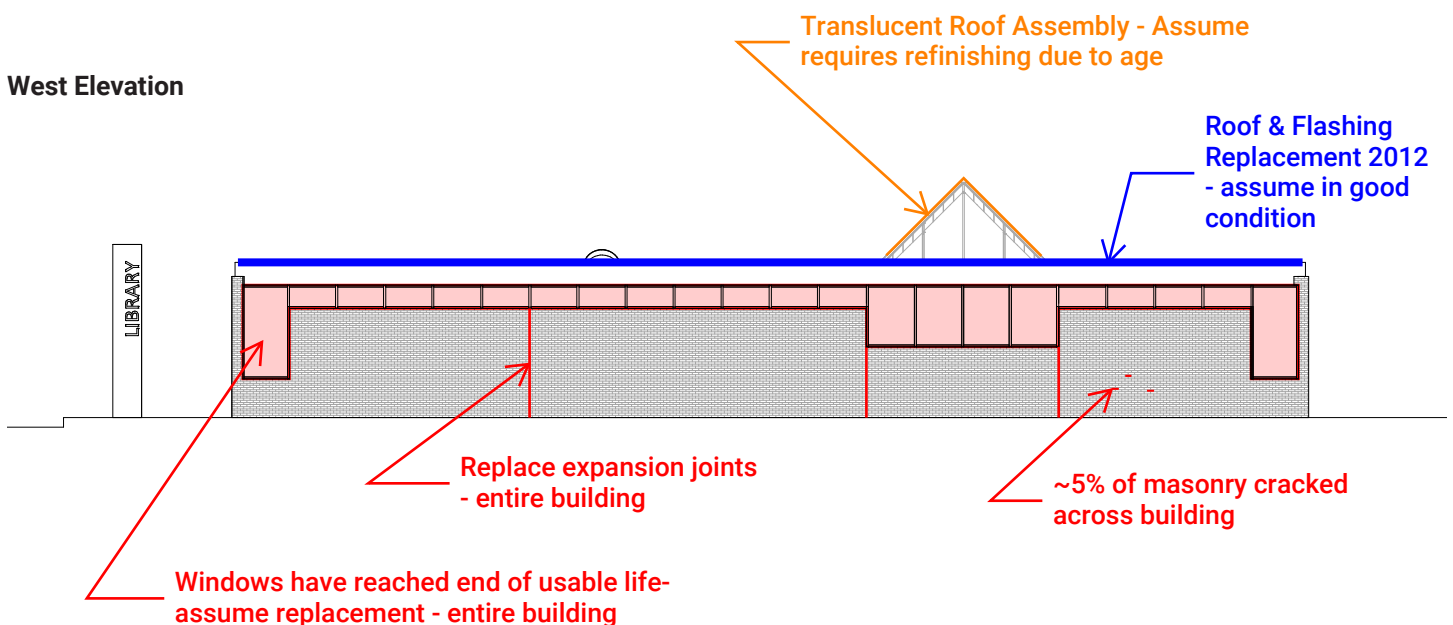 Translucent Roof Assembly - Assume
requires refinishing due to age
West Elevation
Roof & Flashing
Replacement 2012
- assume in good
condition
LIBRARY
Replace expansion joints
- entire building
~5% of masonry cracked
across building
Windows have reached end of usable life-
assume replacement - entire building